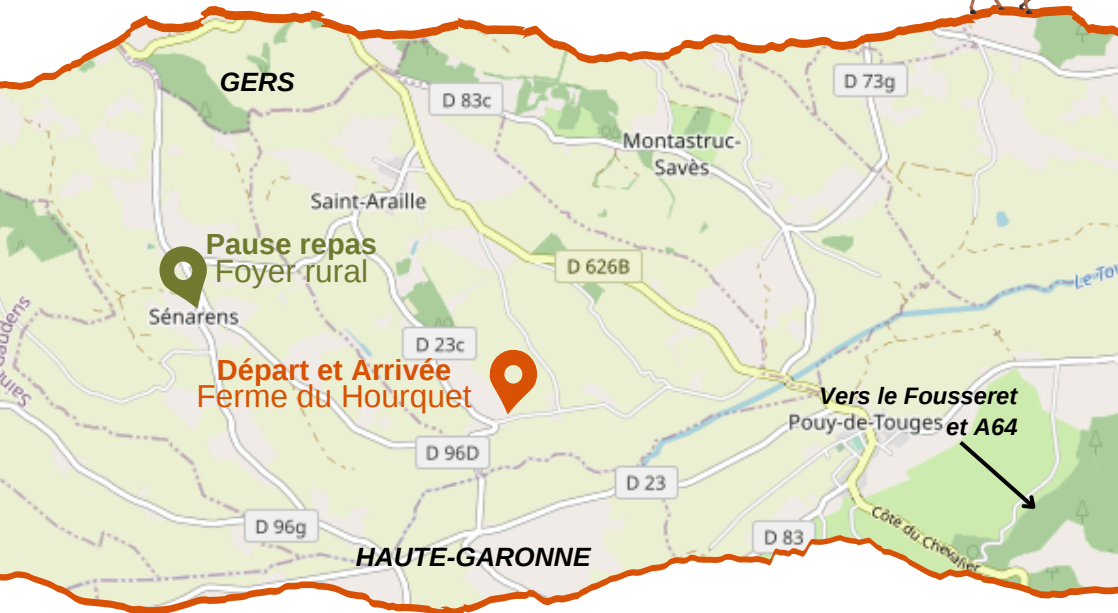 GERS
D 73g
D 83c
Montastruc-
Savès
Saint-Araille
Pause repas
Foyer rural
D 626B
Sénarens
D 23c
Départ et Arrivée
Ferme du Hourquet
Vers le Fousseret
et A64
Pouy-de-Touges
D 96D
D 23
D 96g
D 83
Côte du Chevalier
HAUTE-GARONNE